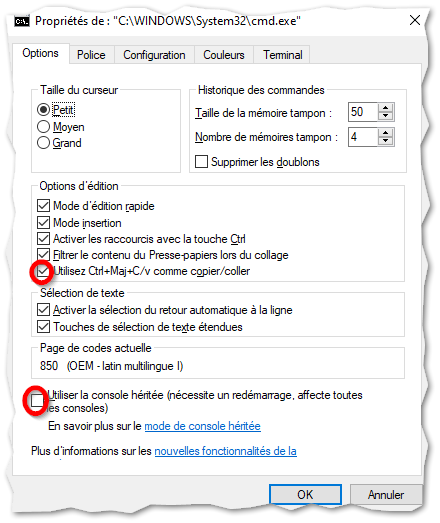 Propriétés de : "C:\WINDOWS\System32\cmd.exe"
Options Police Configuration Couleurs Terminal
Taille du curseur
Petit
Moyen
Grand
Historique des commandes
Taille de la mémoire tampon : 50
Nombre de mémoires tampon : 4
Supprimer les doublons
Options d'édition
Mode d'édition rapide
Mode insertion
Activer les raccourcis avec la touche Ctrl
Filtrer le contenu du Presse-papiers lors du collage
Utilisez Ctrl+Maj+C/v comme copier/coller
Sélection de texte
Activer la sélection du retour automatique à la ligne
Touches de sélection de texte étendues
Page de codes actuelle
850 (OEM - latin multilingue I)
Utiliser la console héritée (nécessite un redémarrage, affecte toutes
les consoles)
En savoir plus sur le mode de console héritée
Plus d'informations sur les nouvelles fonctionnalités de la
OK Annuler